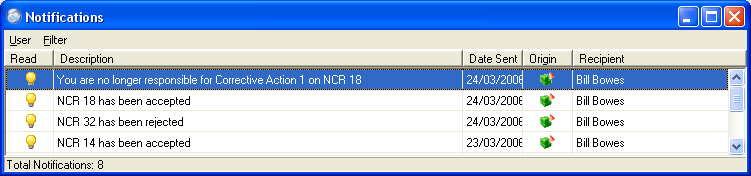 Notifications
User Filter
Read Description Date Sent Origin Recipient
You are no longer responsible for Corrective Action 1 on NCR 18 24/03/2006 Bill Bowes
NCR 18 has been accepted 24/03/2006 Bill Bowes
NCR 32 has been rejected 24/03/2006 Bill Bowes
NCR 14 has been accepted 23/03/2006 Bill Bowes
Total Notifications: 8